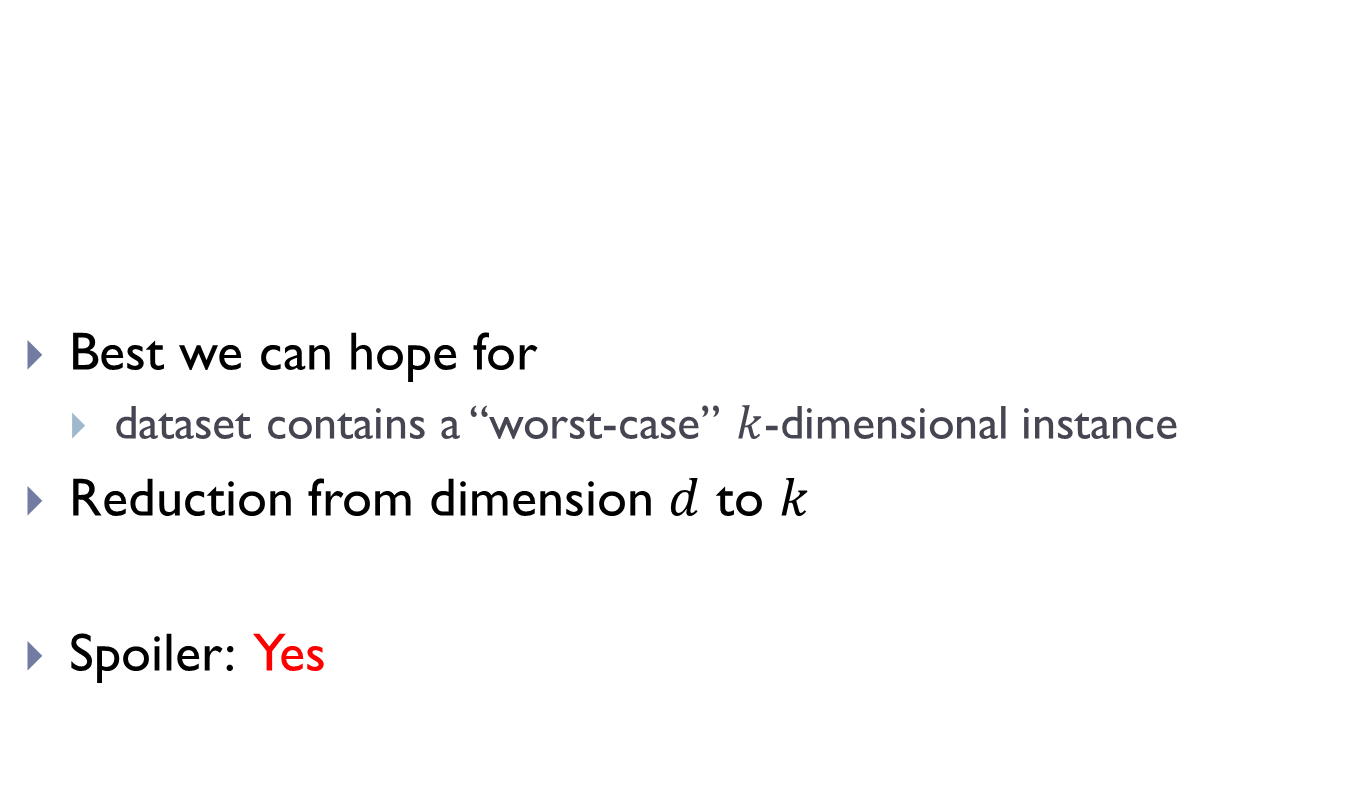 Best we can hope for
dataset contains a “worst-case” 𝑘-dimensional instance
Reduction from dimension 𝑑 to 𝑘
Spoiler: Yes